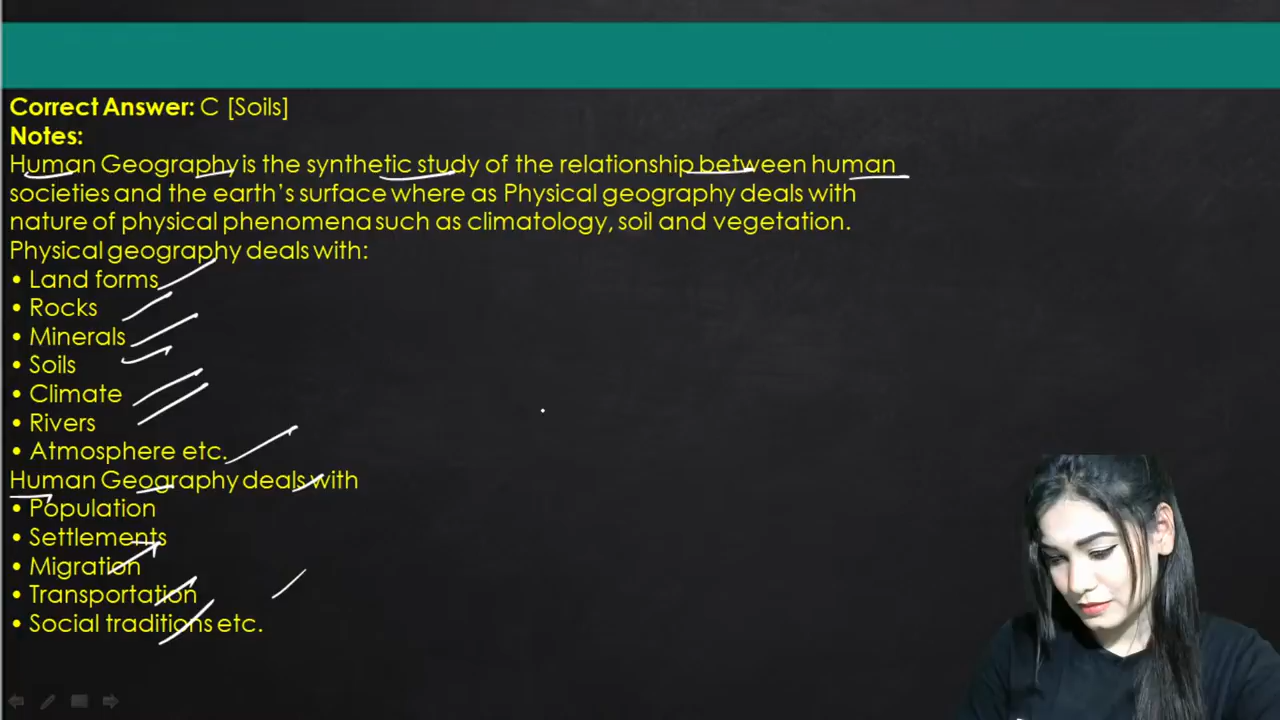 Correct Answer: C [Soils]
Notes:
Human Geography is the synthetic study of the relationship between human
societies and the earth's surface where as Physical geography deals with
nature of physical phenomena such as climatology, soil and vegetation.
Physical geography deals with:
• Land forms
• Rocks
• Minerals
• Soils
• Climate
• Rivers
• Atmosphere etc.
Human Geography deals with
• Population
• Settlements
• Migration
• Transportation
• Social traditions etc.